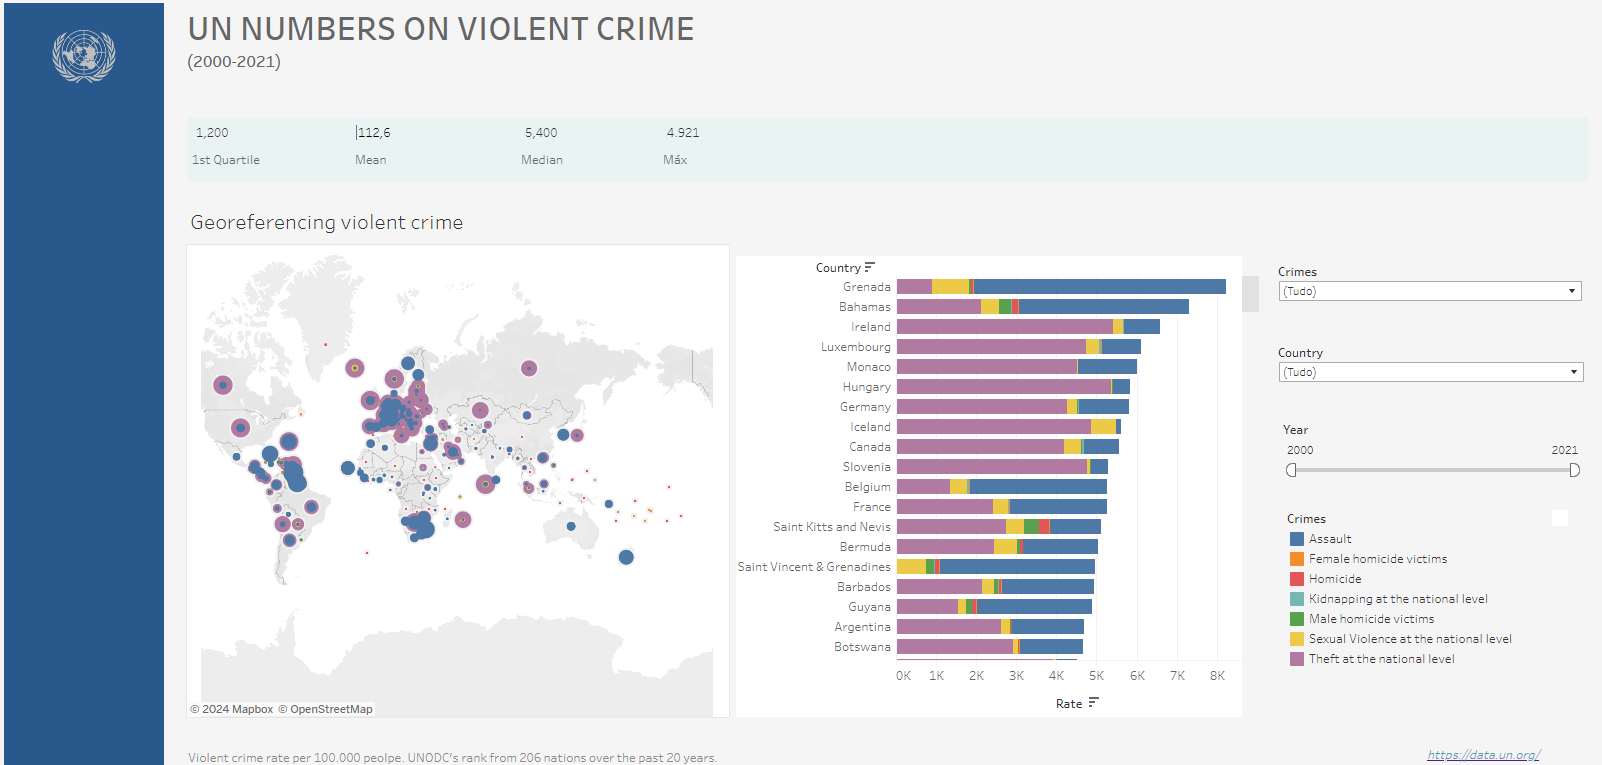 UN NUMBERS ON VIOLENT CRIME
(2000-2021)
1,200
112,6
5,400
4.921
1st Quartile
Mean
Median
Máx
Georeferencing violent crime
© 2024 Mapbox © OpenStreetMap
Country
Grenada
Bahamas
Ireland
Luxembourg
Monaco
Hungary
Germany
Iceland
Canada
Slovenia
Belgium
France
Saint Kitts and Nevis
Bermuda
Saint Vincent & Grenadines
Barbados
Guyana
Argentina
Botswana
0K 1K 2K 3K 4K 5K 6K 7K 8K
Rate
Crimes
(Tudo)
Country
(Tudo)
Year
2000 2021
Crimes
Assault
Female homicide victims
Homicide
Kidnapping at the national level
Male homicide victims
Sexual Violence at the national level
Theft at the national level
Violent crime rate per 100.000 peolpe. UNODC's rank from 206 nations over the past 20 years.
https://data.un.org/